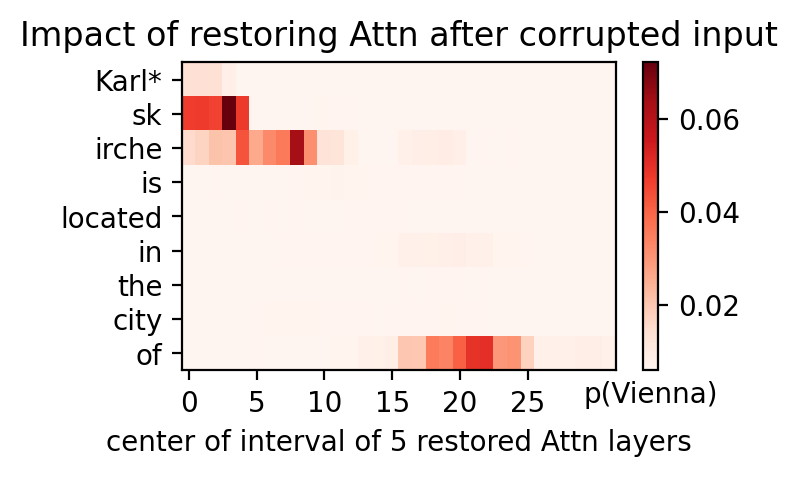 Impact of restoring Attn after corrupted input
Karl*
sk
irche
is
located
in
the
city
of
0 5 10 15 20 25
0.06
0.04
0.02
p(Vienna)
center of interval of 5 restored Attn layers